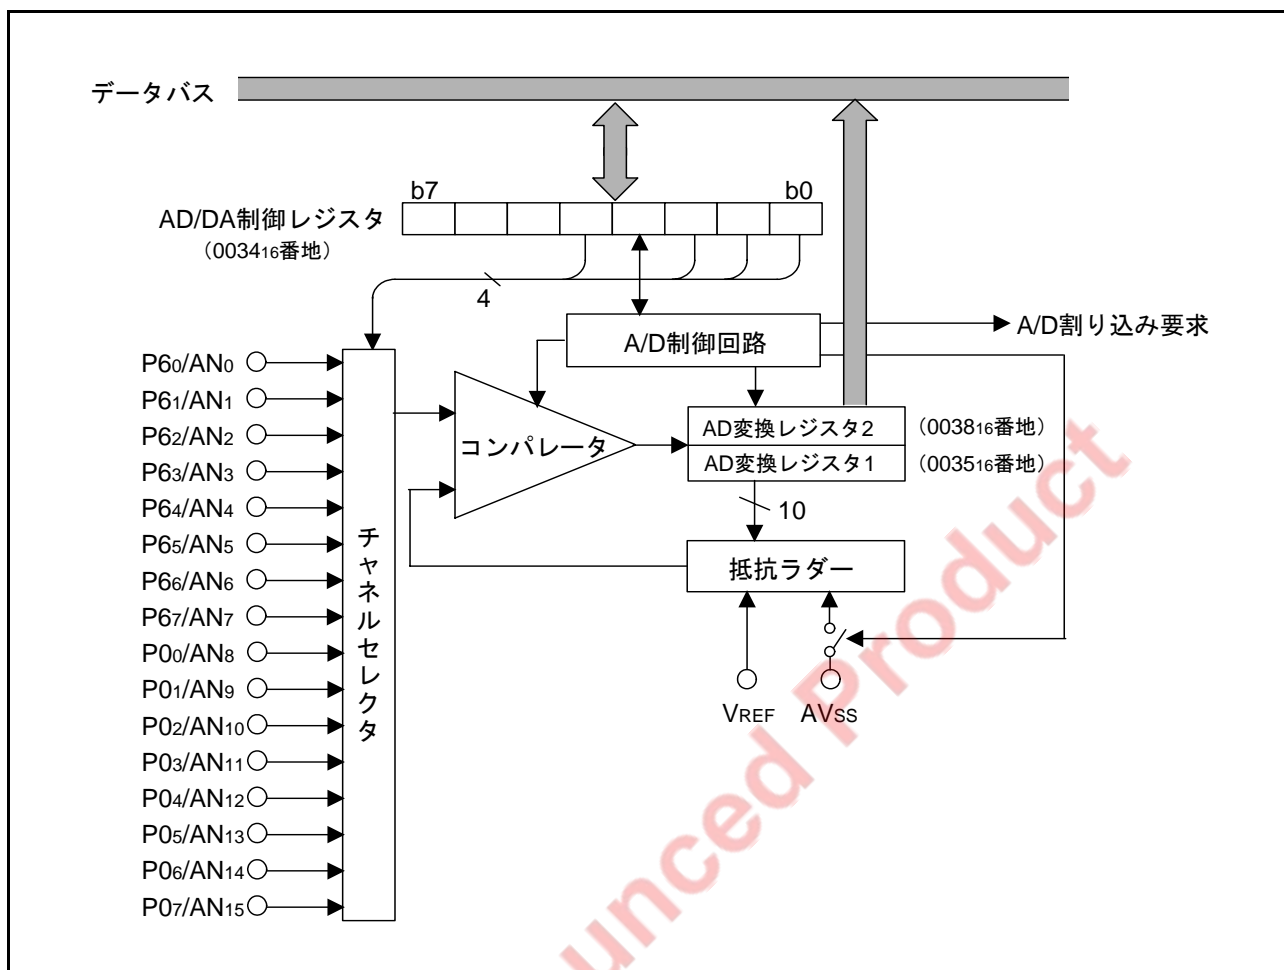 データバス
b7
b0
AD/DA制御レジスタ
（003416番地）
4
A/D制御回路
A/D割り込み要求
P60/AN0
P61/AN1
P62/AN2
P63/AN3
P64/AN4
P65/AN5
P66/AN6
P67/AN7
P00/AN8
P01/AN9
P02/AN10
P03/AN11
P04/AN12
P05/AN13
P06/AN14
P07/AN15
チャネルセレクタ
コンパレータ
AD変換レジスタ2
（003816番地）
AD変換レジスタ1
（003516番地）
10
抵抗ラダー
VREF
AVSS
unced Product